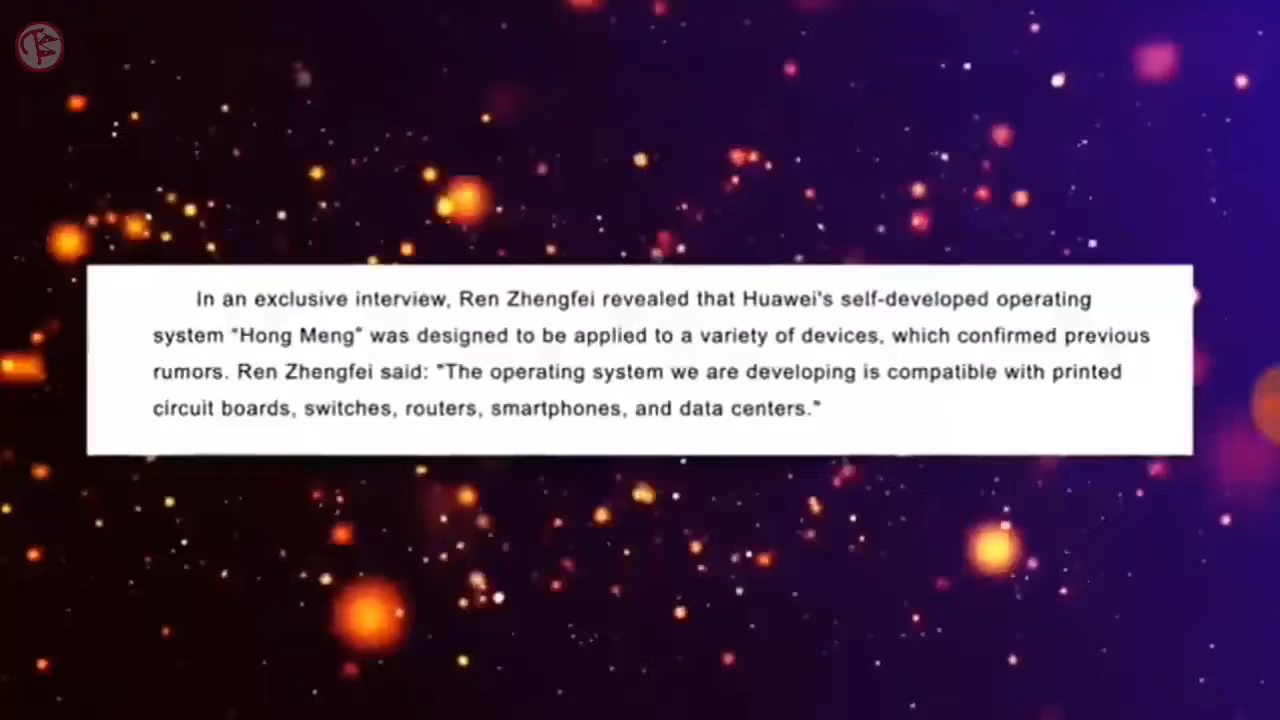 In an exclusive interview, Ren Zhengfei revealed that Huawei's self-developed operating
system "Hong Meng" was designed to be applied to a variety of devices, which confirmed previous
rumors. Ren Zhengfei said: "The operating system we are developing is compatible with printed
circuit boards, switches, routers, smartphones, and data centers."